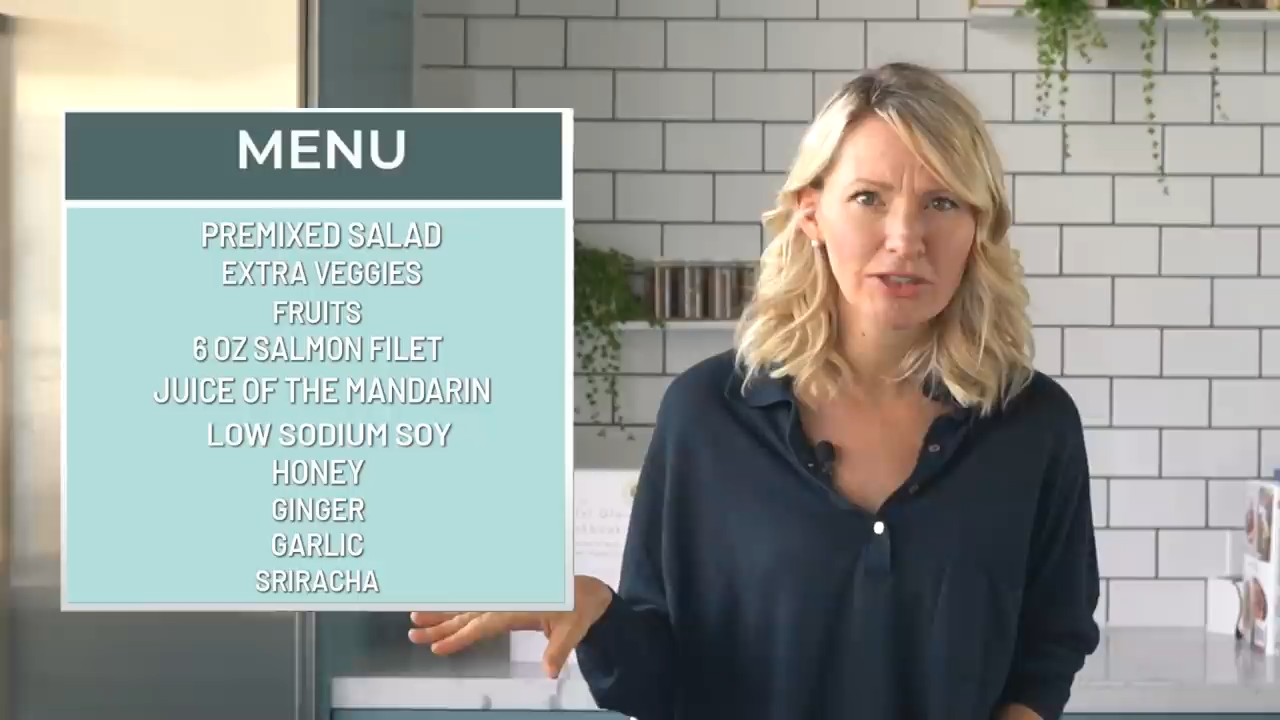 MENU
PREMIXED SALAD
EXTRA VEGGIES
FRUITS
6 OZ SALMON FILET
JUICE OF THE MANDARIN
LOW SODIUM SOY
HONEY
GINGER
GARLIC
SRIRACHA